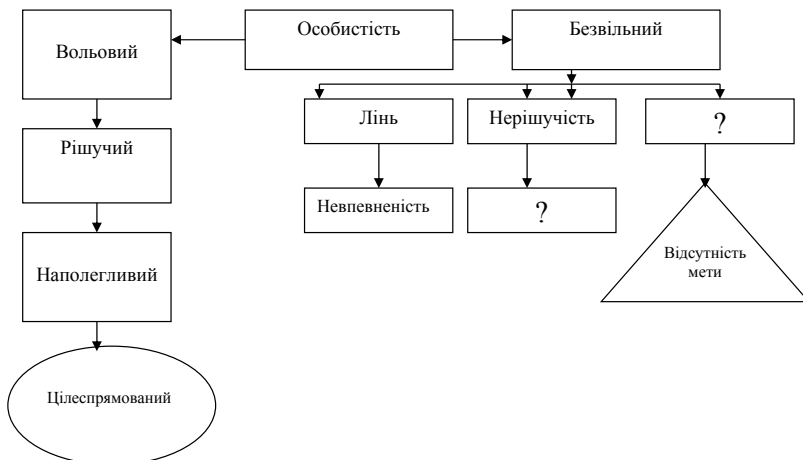 Особистість
Вольовий
Безвільний
Лінь
Нерішучість
?
Рішучий
Невпевненість
?
Наполегливий
Відсутність
мети
Цілеспрямований